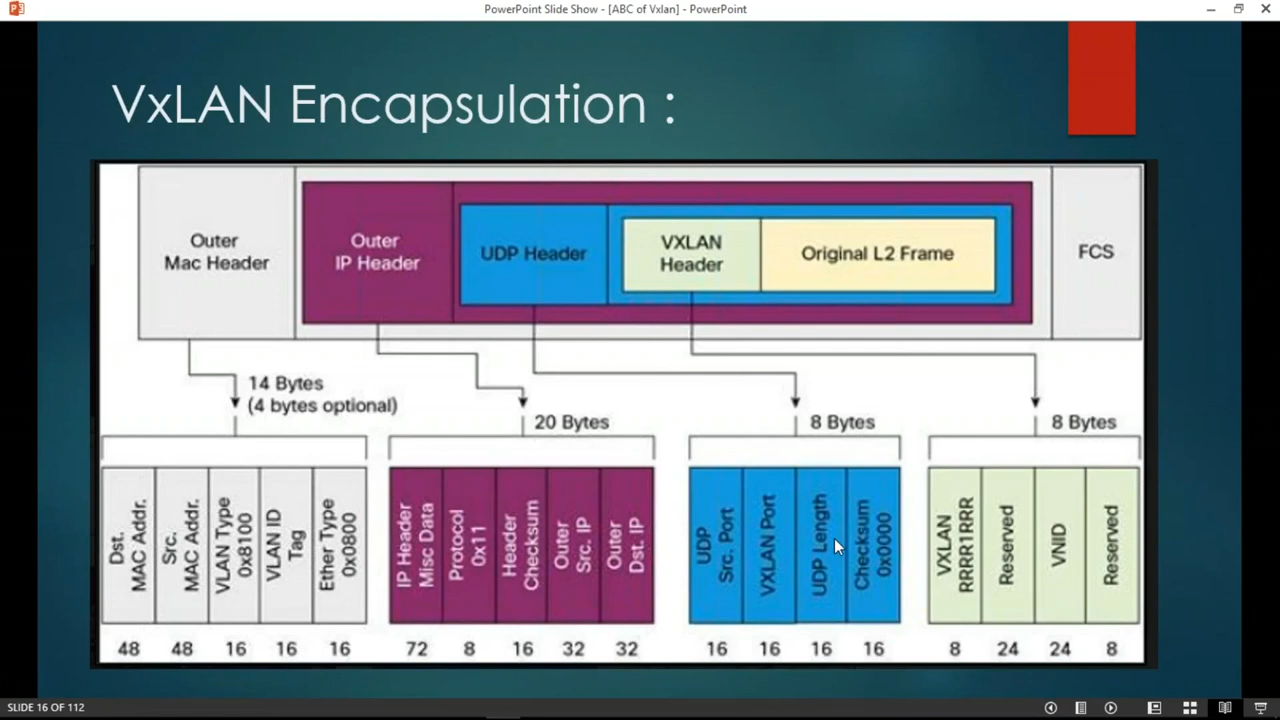 PowerPoint Slide Show - [ABC of Vxlan] - PowerPoint
VxLAN Encapsulation :
Outer
Mac Header
Outer
IP Header
UDP Header
VXLAN
Header
Original L2 Frame
FCS
14 Bytes
(4 bytes optional)
20 Bytes
8 Bytes
8 Bytes
Dst.
MAC Addr.
Src.
MAC Addr.
VLAN Type
0x8100
VLAN ID
Tag
Ether Type
0x0800
IP Header
Misc Data
Protocol
0x11
Header
Checksum
Outer
Src. IP
Outer
Dst. IP
UDP
Src. Port
VXLAN Port
UDP Length
Checksum
0x0000
VXLAN
RRRR1RRR
Reserved
VNID
Reserved
48 48 16 16 16 72 8 16 32 32 16 16 16 16 8 24 24 8
SLIDE 16 OF 112